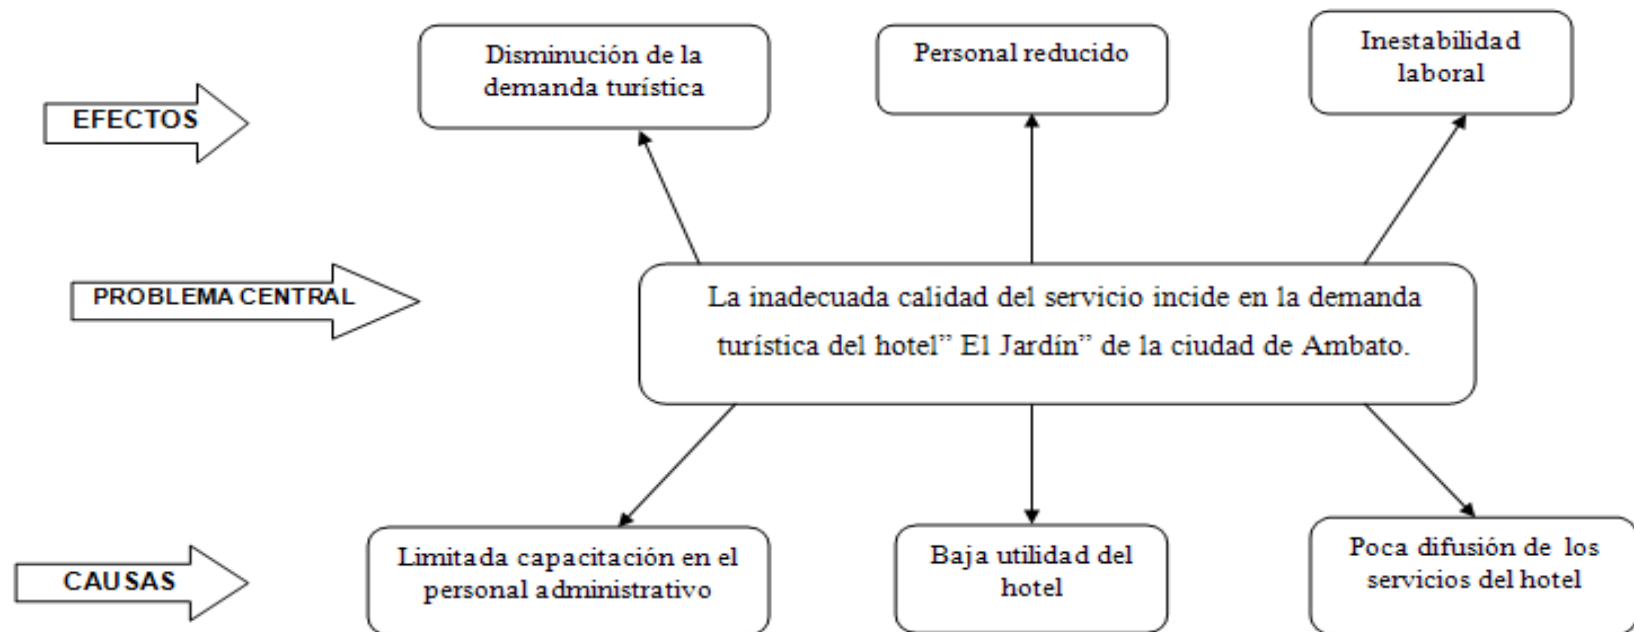 Disminución de la
demanda turística
Personal reducido
Inestabilidad
laboral
EFECTOS
PROBLEMA CENTRAL
La inadecuada calidad del servicio incide en la demanda
turística del hotel” El Jardín” de la ciudad de Ambato.
CAUSAS
Limitada capacitación en el
personal administrativo
Baja utilidad del
hotel
Poca difusión de los
servicios del hotel